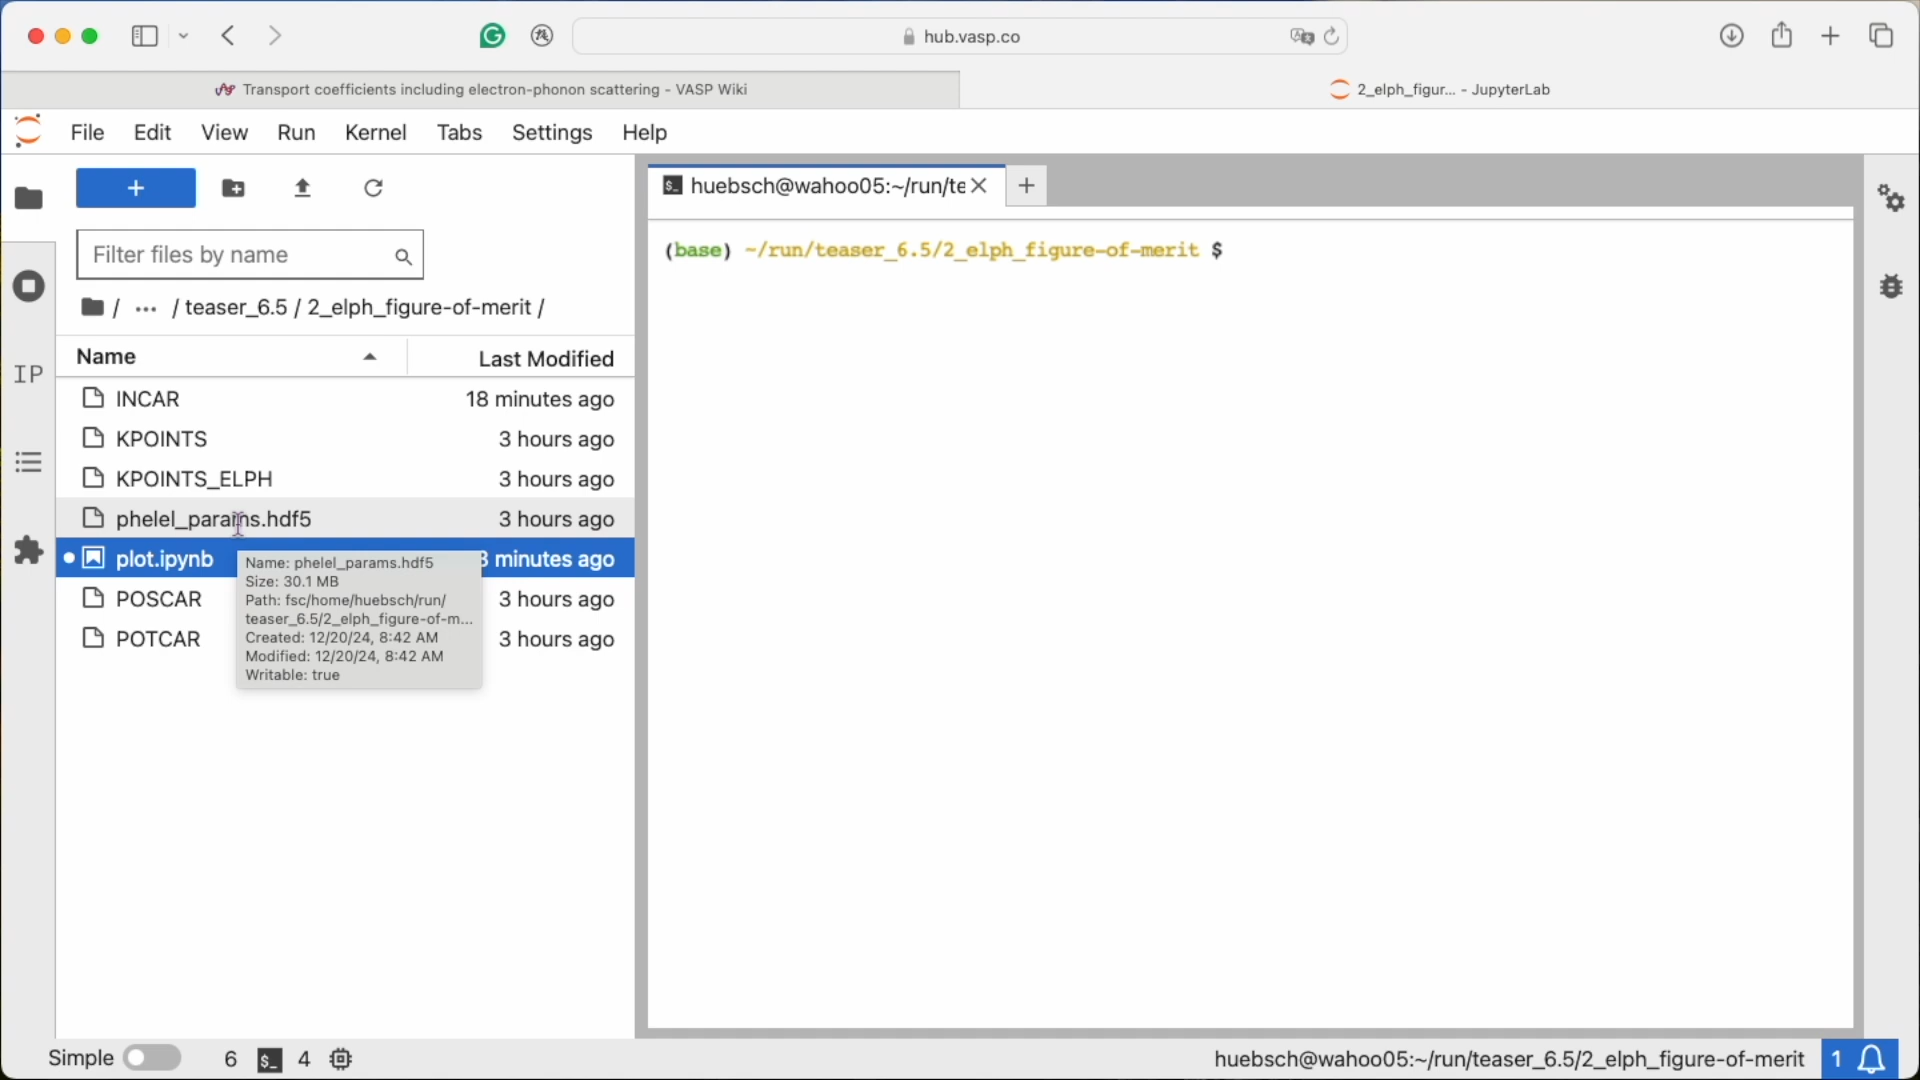 hub.vasp.co
Transport coefficients including electron-phonon scattering - VASP Wiki
2_elph_figur... - JupyterLab
File Edit View Run Kernel Tabs Settings Help
huebsch@wahoo05:~/run/te
Filter files by name
/ ··· / teaser_6.5 / 2_elph_figure-of-merit /
(base) ~/run/teaser_6.5/2_elph_figure-of-merit $
Name Last Modified
IP
INCAR 18 minutes ago
KPOINTS 3 hours ago
KPOINTS_ELPH 3 hours ago
phelel_params.hdf5 3 hours ago
plot.ipynb 3 minutes ago
Name: phelel_params.hdf5
Size: 30.1 MB
Path: fsc/home/huebsch/run/
teaser_6.5/2_elph_figure-of-m...
Created: 12/20/24, 8:42 AM
Modified: 12/20/24, 8:42 AM
Writable: true
POSCAR 3 hours ago
POTCAR 3 hours ago
Simple 6 $_ 4 huebsch@wahoo05:~/run/teaser_6.5/2_elph_figure-of-merit 1